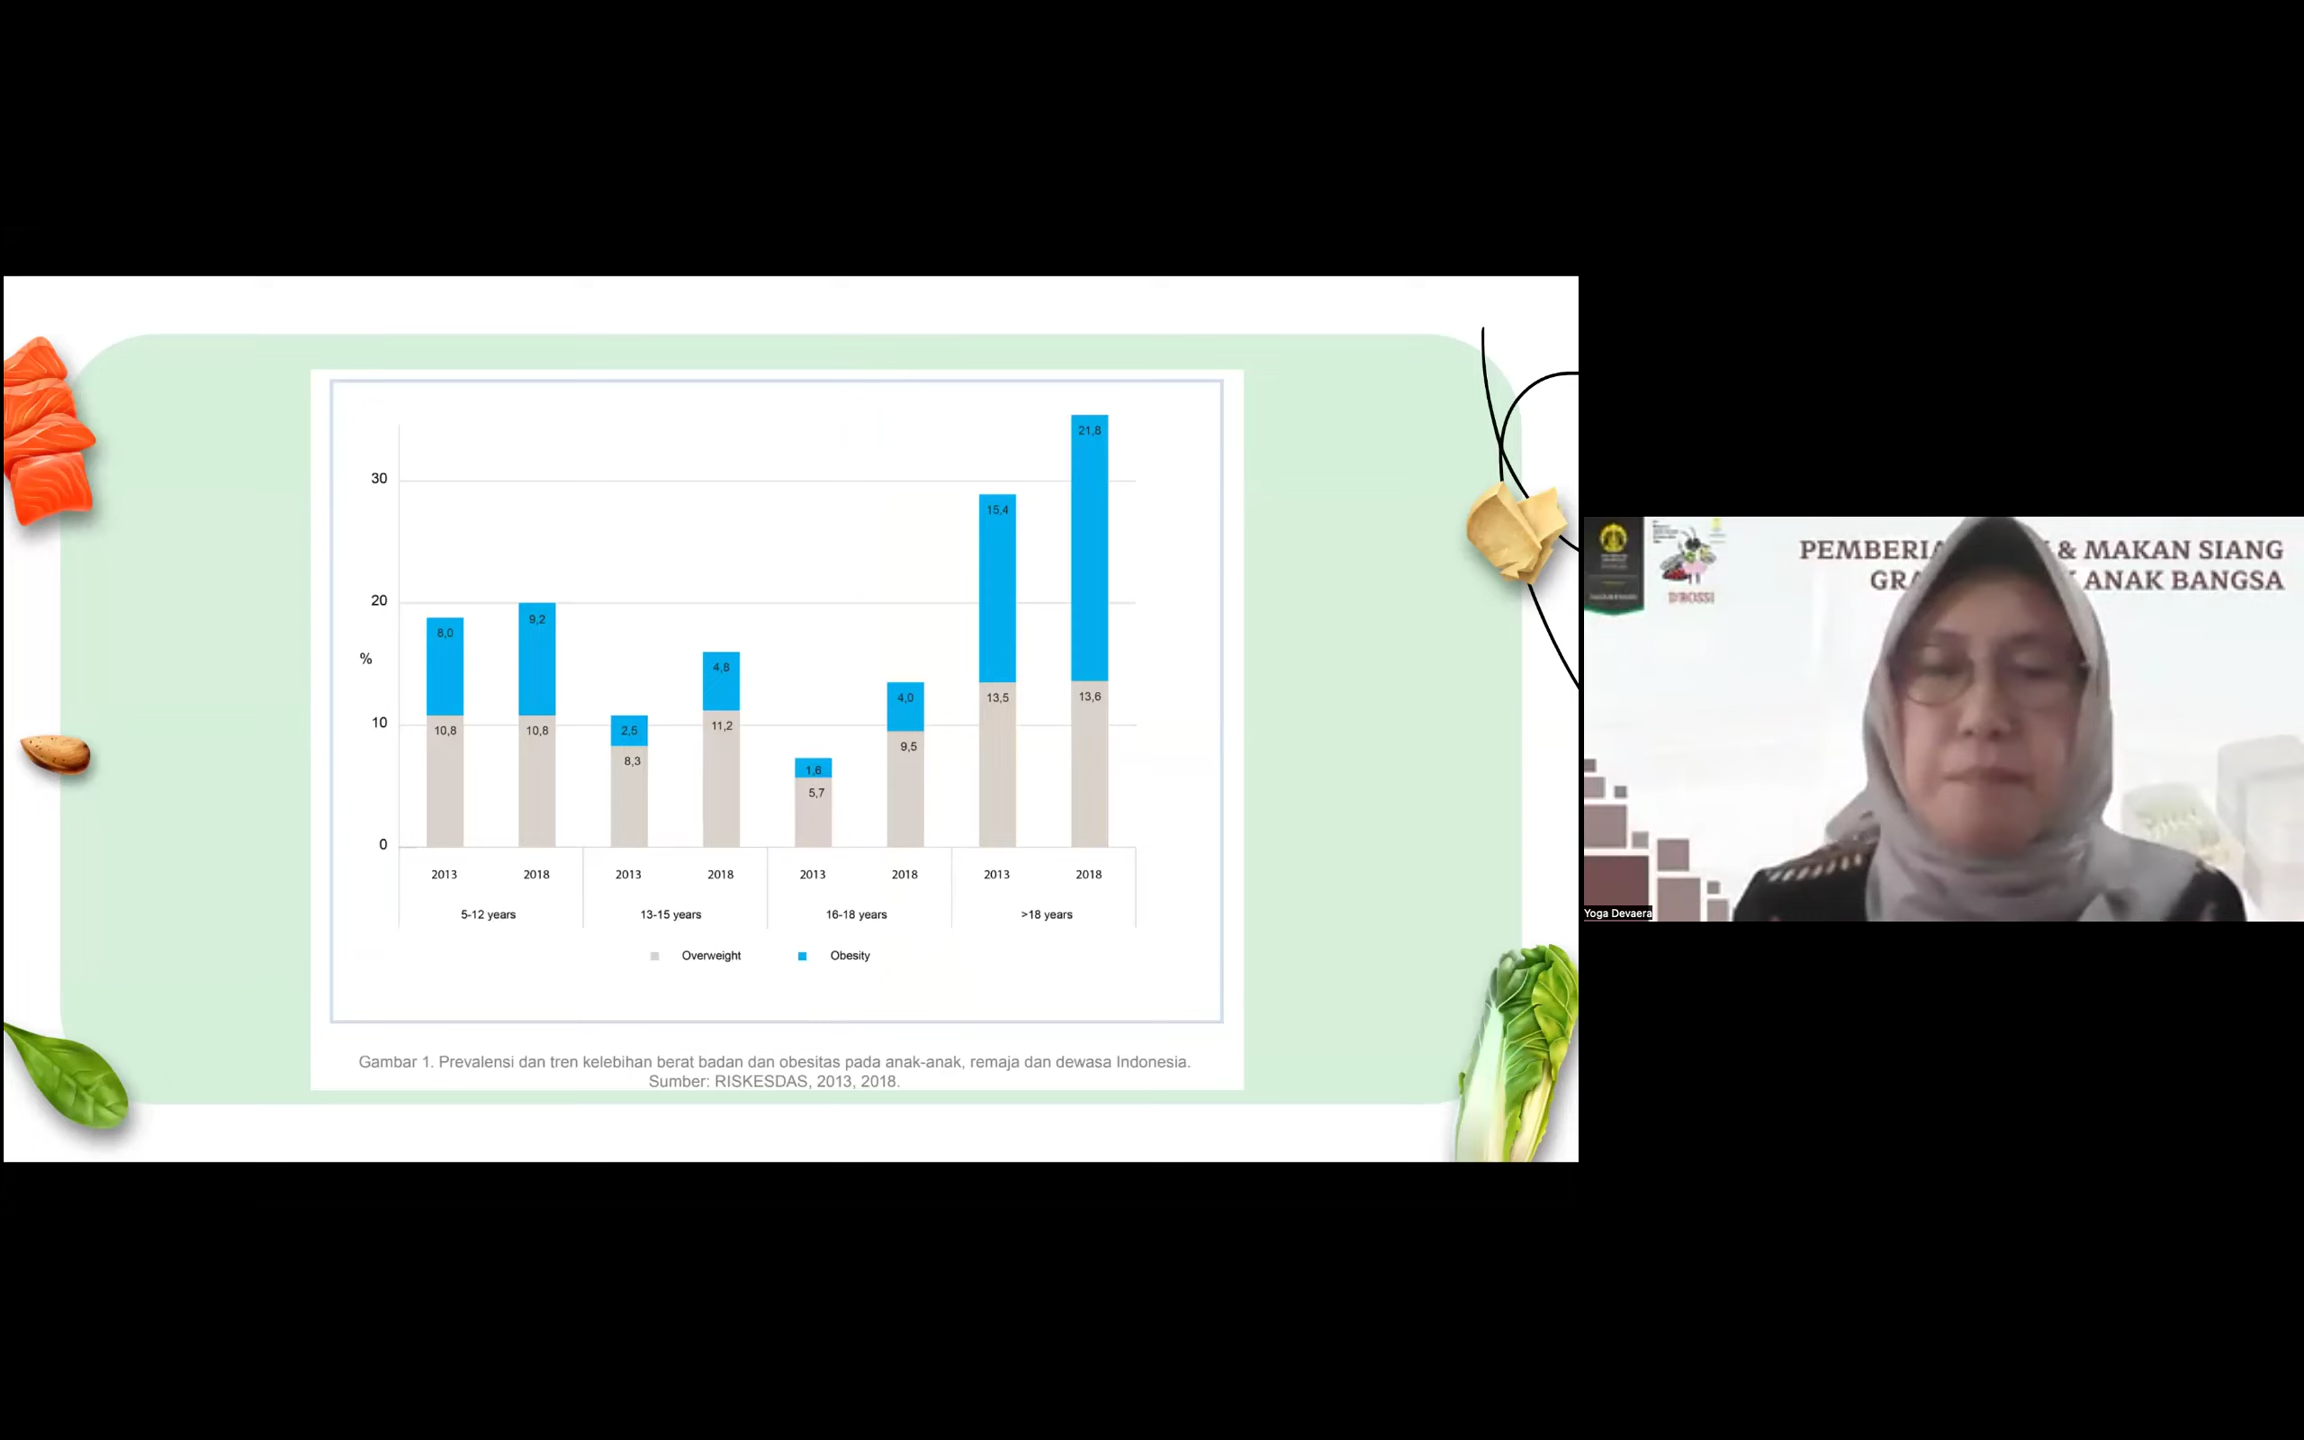 30
20
%
10
0
8,0
10,8
9,2
10,8
2,5
8,3
4,8
11,2
1,6
5,7
4,0
9,5
15,4
13,5
21,8
13,6
2013 2018 2013 2018 2013 2018 2013 2018
5-12 years 13-15 years 16-18 years >18 years
Overweight Obesity
Gambar 1. Prevalensi dan tren kelebihan berat badan dan obesitas pada anak-anak, remaja dan dewasa Indonesia.
Sumber: RISKESDAS, 2013, 2018.
PEMBERIA & MAKAN SIANG
GRA ANAK BANGSA
D'ROSSI
Yoga Devaera